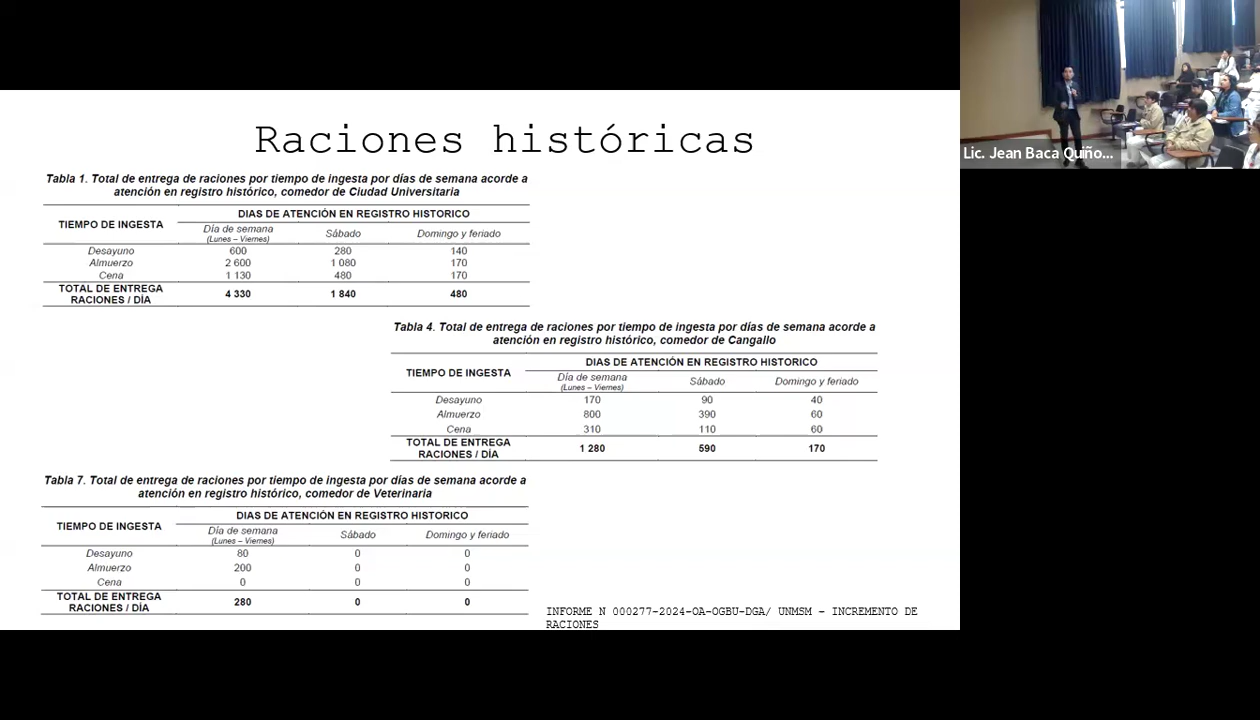 Raciones históricas
Tabla 1. Total de entrega de raciones por tiempo de ingesta por días de semana acorde a
atención en registro histórico, comedor de Ciudad Universitaria
TIEMPO DE INGESTA
DIAS DE ATENCIÓN EN REGISTRO HISTORICO
Día de semana
(Lunes – Viernes)
Sábado
Domingo y feriado
Desayuno 600 280 140
Almuerzo 2 600 1 080 170
Cena 1 130 480 170
TOTAL DE ENTREGA
RACIONES / DÍA
4 330 1 840 480
Tabla 4. Total de entrega de raciones por tiempo de ingesta por días de semana acorde a
atención en registro histórico, comedor de Cangallo
TIEMPO DE INGESTA
DIAS DE ATENCIÓN EN REGISTRO HISTORICO
Día de semana
(Lunes – Viernes)
Sábado
Domingo y feriado
Desayuno 170 90 40
Almuerzo 800 390 60
Cena 310 110 60
TOTAL DE ENTREGA
RACIONES / DÍA
1 280 590 170
Tabla 7. Total de entrega de raciones por tiempo de ingesta por días de semana acorde a
atención en registro histórico, comedor de Veterinaria
TIEMPO DE INGESTA
DIAS DE ATENCIÓN EN REGISTRO HISTORICO
Día de semana
(Lunes – Viernes)
Sábado
Domingo y feriado
Desayuno 80 0 0
Almuerzo 200 0 0
Cena 0 0 0
TOTAL DE ENTREGA
RACIONES / DÍA
280 0 0
INFORME N 000277-2024-OA-OGBU-DGA/ UNMSM – INCREMENTO DE
RACIONES
Lic. Jean Baca Quiño...